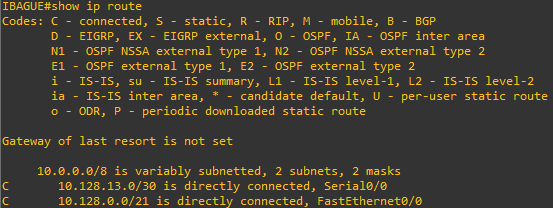 IBAGUE#show ip route
Codes: C - connected, S - static, R - RIP, M - mobile, B - BGP
D - EIGRP, EX - EIGRP external, O - OSPF, IA - OSPF inter area
N1 - OSPF NSSA external type 1, N2 - OSPF NSSA external type 2
E1 - OSPF external type 1, E2 - OSPF external type 2
i - IS-IS, su - IS-IS summary, L1 - IS-IS level-1, L2 - IS-IS level-2
ia - IS-IS inter area, * - candidate default, U - per-user static route
o - ODR, P - periodic downloaded static route
Gateway of last resort is not set
10.0.0.0/8 is variably subnetted, 2 subnets, 2 masks
C 10.128.13.0/30 is directly connected, Serial0/0
C 10.128.0.0/21 is directly connected, FastEthernet0/0